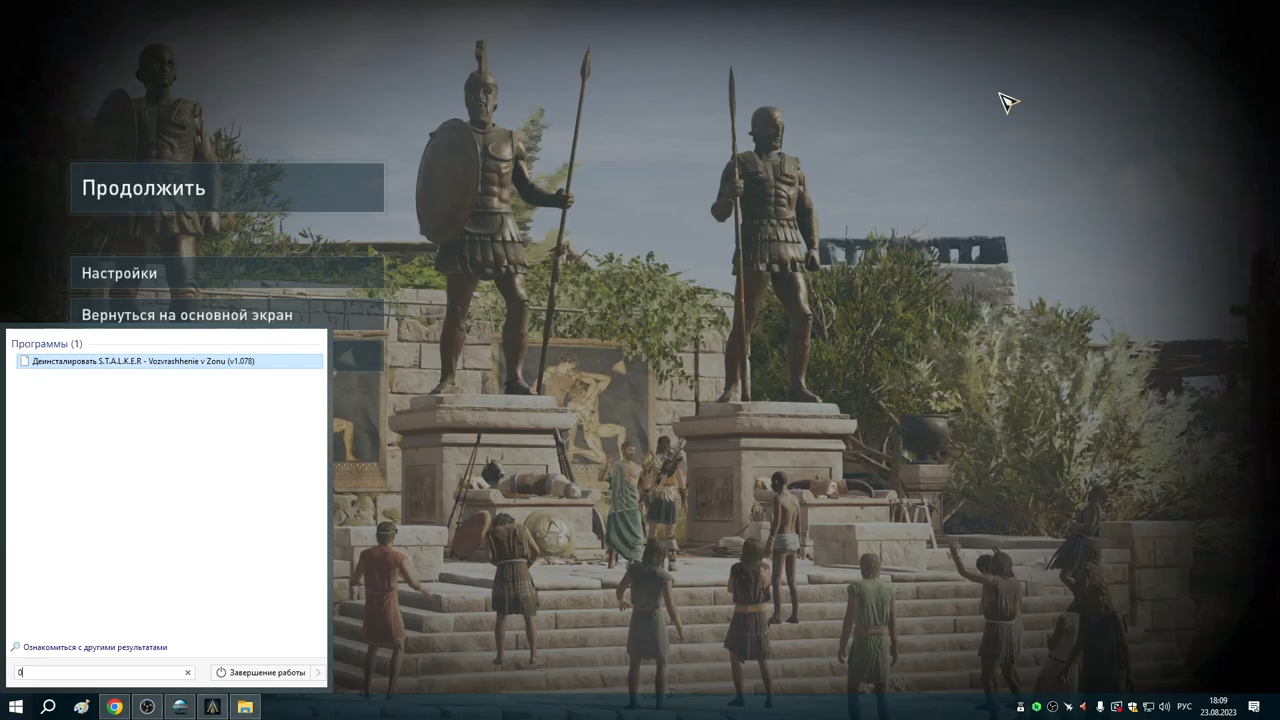 Продолжить
Настройки
Вернуться на основной экран
Программы (1)
Деинсталировать S.T.A.L.K.E.R - Vozvrashhenie v Zonu (v1.078)
Ознакомиться с другими результатами
0
Завершение работы
РУС
18:09
23.08.2023